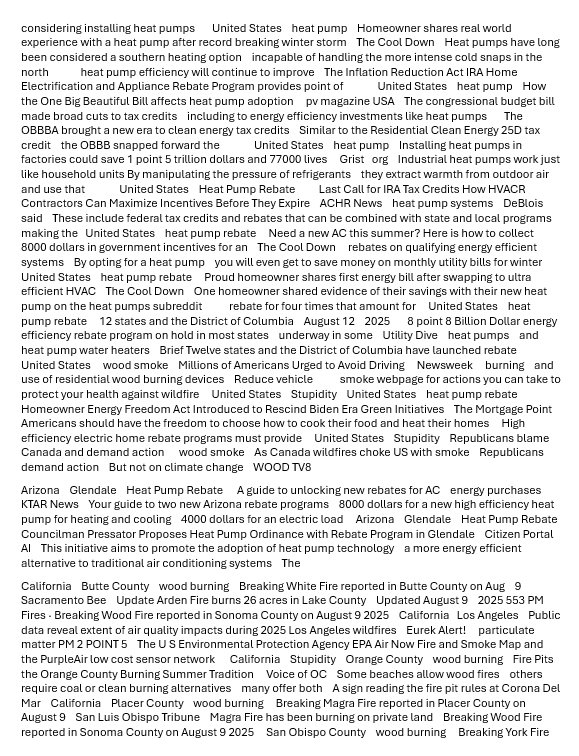 considering installing heat pumps United States heat pump Homeowner shares real world
experience with a heat pump after record breaking winter storm The Cool Down Heat pumps have long
been considered a southern heating option incapable of handling the more intense cold snaps in the
north heat pump efficiency will continue to improve The Inflation Reduction Act IRA Home
Electrification and Appliance Rebate Program provides point of United States heat pump How
the One Big Beautiful Bill affects heat pump adoption pv magazine USA The congressional budget bill
made broad cuts to tax credits including to energy efficiency investments like heat pumps The
OBBBA brought a new era to clean energy tax credits Similar to the Residential Clean Energy 25D tax
credit the OBBB snapped forward the United States heat pump Installing heat pumps in
factories could save 1 point 5 trillion dollars and 77000 lives Grist org Industrial heat pumps work just
like household units By manipulating the pressure of refrigerants they extract warmth from outdoor air
and use that United States Heat Pump Rebate Last Call for IRA Tax Credits How HVACR
Contractors Can Maximize Incentives Before They Expire ACHR News heat pump systems DeBlois
said These include federal tax credits and rebates that can be combined with state and local programs
making the United States heat pump rebate Need a new AC this summer? Here is how to collect
8000 dollars in government incentives for an The Cool Down rebates on qualifying energy efficient
systems By opting for a heat pump you will even get to save money on monthly utility bills for winter
United States heat pump rebate Proud homeowner shares first energy bill after swapping to ultra
efficient HVAC The Cool Down One homeowner shared evidence of their savings with their new heat
pump on the heat pumps subreddit rebate for four times that amount for United States heat
pump rebate 12 states and the District of Columbia August 12 2025 8 point 8 Billion Dollar energy
efficiency rebate program on hold in most states underway in some Utility Dive heat pumps and
heat pump water heaters Brief Twelve states and the District of Columbia have launched rebate
United States wood smoke Millions of Americans Urged to Avoid Driving Newsweek burning and
use of residential wood burning devices Reduce vehicle smoke webpage for actions you can take to
protect your health against wildfire United States Stupidity United States heat pump rebate
Homeowner Energy Freedom Act Introduced to Rescind Biden Era Green Initiatives The Mortgage Point
Americans should have the freedom to choose how to cook their food and heat their homes High
efficiency electric home rebate programs must provide United States Stupidity Republicans blame
Canada and demand action wood smoke As Canada wildfires choke US with smoke Republicans
demand action But not on climate change WOOD TV8
Arizona Glendale Heat Pump Rebate A guide to unlocking new rebates for AC energy purchases
KTAR News Your guide to two new Arizona rebate programs 8000 dollars for a new high efficiency heat
pump for heating and cooling 4000 dollars for an electric load Arizona Glendale Heat Pump Rebate
Councilman Pressator Proposes Heat Pump Ordinance with Rebate Program in Glendale Citizen Portal
AI This initiative aims to promote the adoption of heat pump technology a more energy efficient
alternative to traditional air conditioning systems The
California Butte County wood burning Breaking White Fire reported in Butte County on Aug 9
Sacramento Bee Update Arden Fire burns 26 acres in Lake County Updated August 9 2025 553 PM
Fires · Breaking Wood Fire reported in Sonoma County on August 9 2025 California Los Angeles Public
data reveal extent of air quality impacts during 2025 Los Angeles wildfires Eurek Alert! particulate
matter PM 2 POINT 5 The U S Environmental Protection Agency EPA Air Now Fire and Smoke Map and
the PurpleAir low cost sensor network California Stupidity Orange County wood burning Fire Pits
the Orange County Burning Summer Tradition Voice of OC Some beaches allow wood fires others
require coal or clean burning alternatives many offer both A sign reading the fire pit rules at Corona Del
Mar California Placer County wood burning Breaking Magra Fire reported in Placer County on
August 9 San Luis Obispo Tribune Magra Fire has been burning on private land Breaking Wood Fire
reported in Sonoma County on August 9 2025 San Obispo County wood burning Breaking York Fire